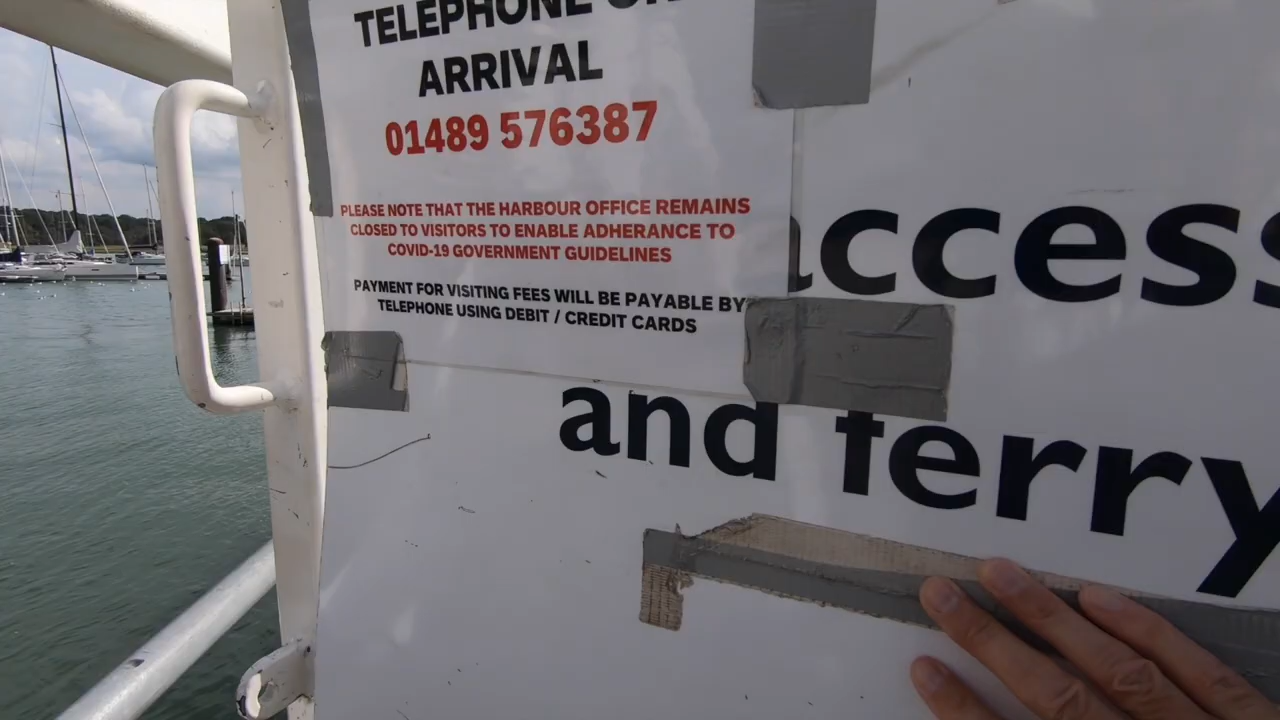 TELEPHONE ON
ARRIVAL
01489 576387
PLEASE NOTE THAT THE HARBOUR OFFICE REMAINS
CLOSED TO VISITORS TO ENABLE ADHERANCE TO
COVID-19 GOVERNMENT GUIDELINES
PAYMENT FOR VISITING FEES WILL BE PAYABLE BY
TELEPHONE USING DEBIT / CREDIT CARDS
access
and ferry